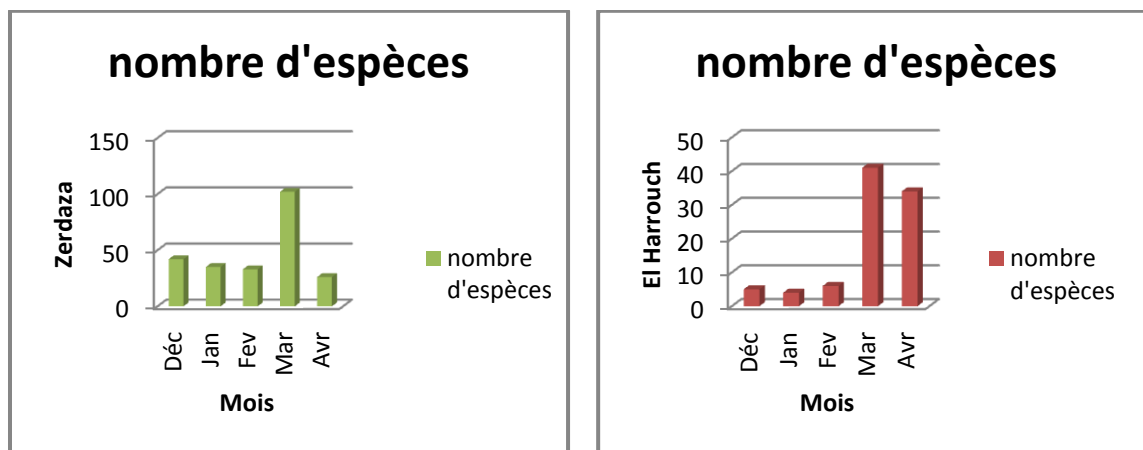 nombre d'espèces
150
100
50
0
Zerdaza
Déc
Jan
Fev
Mar
Avr
Mois
nombre
d'espèces
nombre d'espèces
50
40
30
20
10
0
El Harrouch
Déc
Jan
Fev
Mar
Avr
Mois
nombre
d'espèces